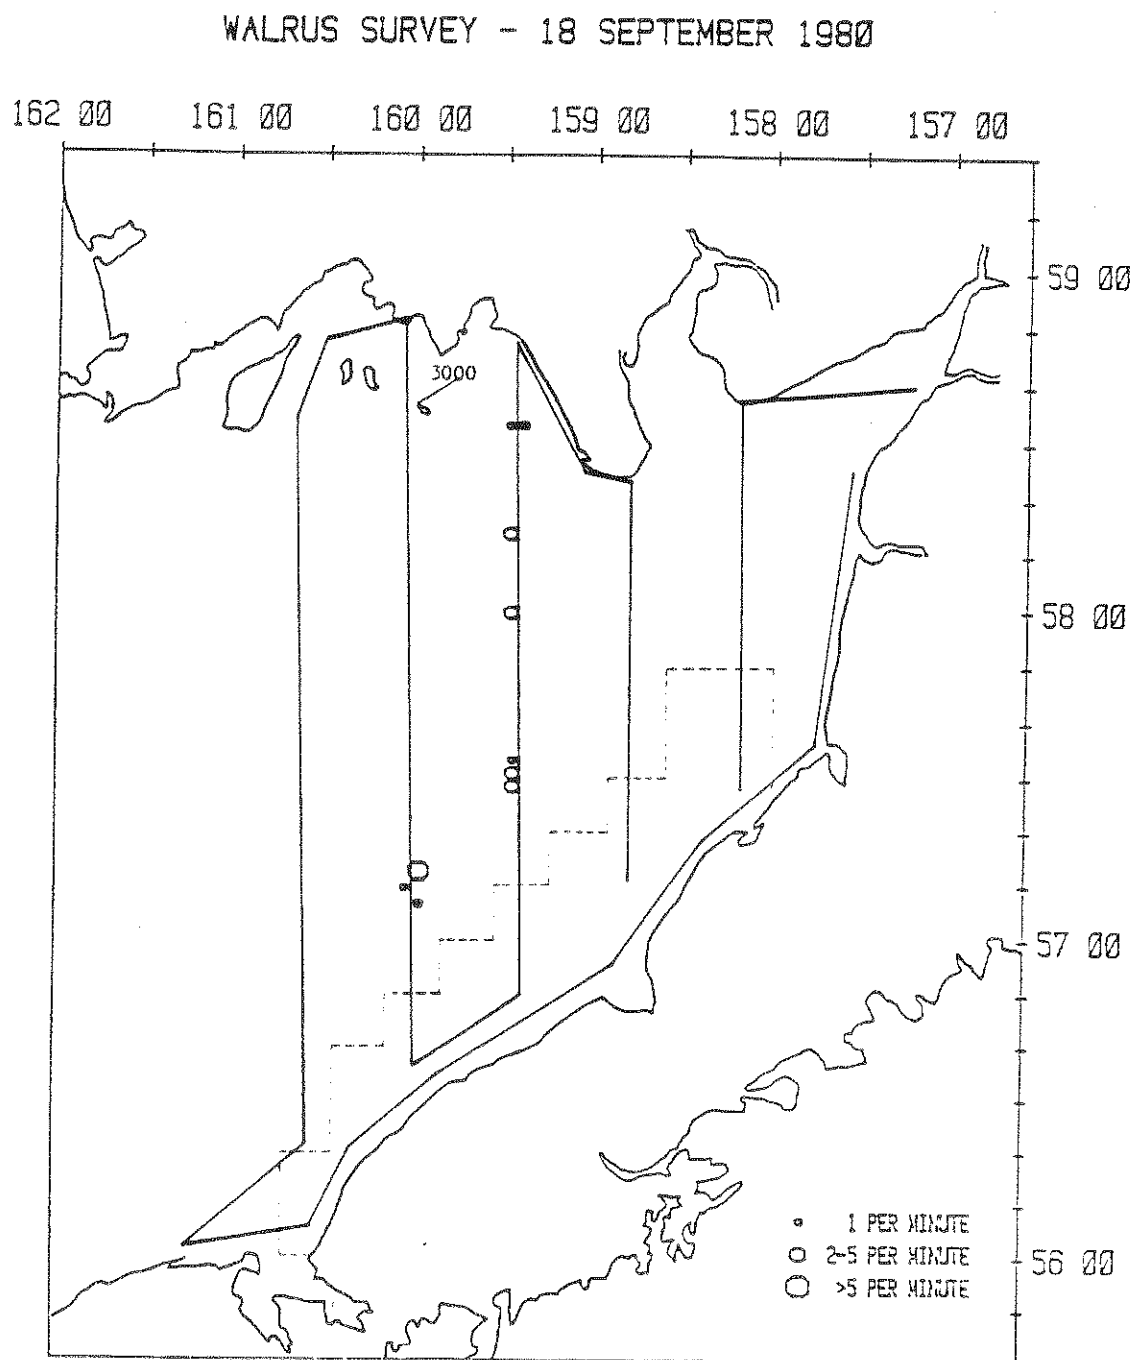 WALRUS SURVEY - 18 SEPTEMBER 1980
162 00 161 00 160 00 159 00 158 00 157 00
59 00
3000
58 00
57 00
1 PER MINUTE
2-5 PER MINUTE
56 00
>5 PER MINUTE